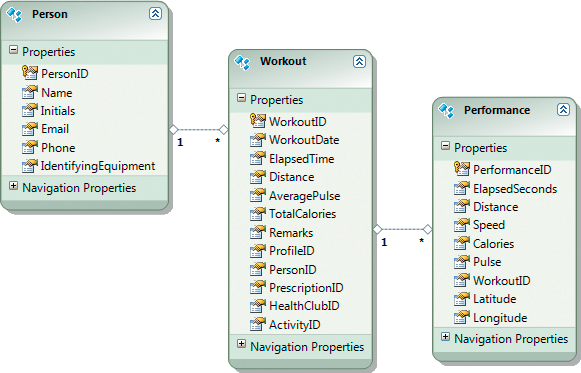 Person
Properties
PersonID
Name
Initials
Email
Phone
IdentifyingEquipment
Navigation Properties
1
*
Workout
Properties
WorkoutID
WorkoutDate
ElapsedTime
Distance
AveragePulse
TotalCalories
Remarks
ProfileID
PersonID
PrescriptionID
HealthClubID
ActivityID
Navigation Properties
1
*
Performance
Properties
PerformanceID
ElapsedSeconds
Distance
Speed
Calories
Pulse
WorkoutID
Latitude
Longitude
Navigation Properties